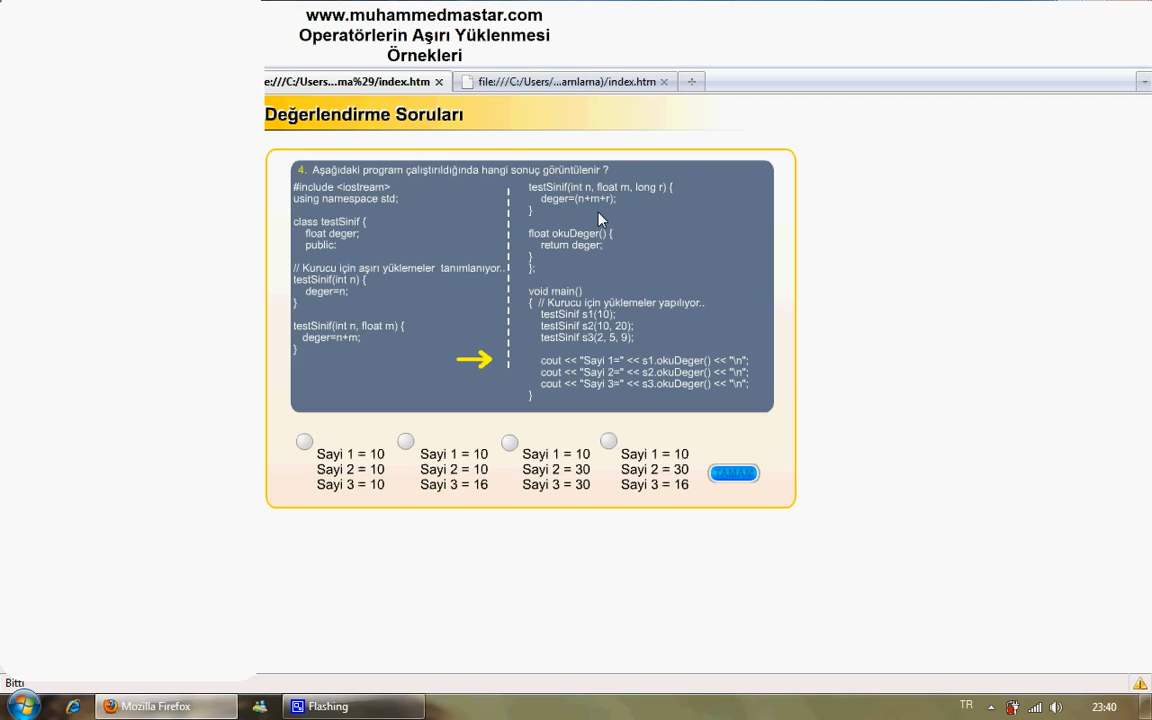 www.muhammedmastar.com
Operatörlerin Aşırı Yüklenmesi
Örnekleri
e:///C:/Users...ma%29/index.htm
file:///C:/Users/...arnlama)/index.htm
Değerlendirme Soruları
4. Aşağıdaki program çalıştırıldığında hangi sonuç görüntülenir ?
#include <iostream>
using namespace std;
class testSinif {
float deger;
public:
// Kurucu için aşırı yüklemeler tanımlanıyor..
testSinif(int n) {
deger=n;
}
testSinif(int n, float m) {
deger=n+m;
}
testSinif(int n, float m, long r) {
deger=(n+m+r);
}
float okuDeger() {
return deger;
}
};
void main()
{ // Kurucu için yüklemeler yapılıyor..
testSinif s1(10);
testSinif s2(10, 20);
testSinif s3(2, 5, 9);
cout << "Sayi 1=" << s1.okuDeger() << "\n";
cout << "Sayi 2=" << s2.okuDeger() << "\n";
cout << "Sayi 3=" << s3.okuDeger() << "\n";
}
Sayi 1 = 10
Sayi 2 = 10
Sayi 3 = 10
Sayi 1 = 10
Sayi 2 = 10
Sayi 3 = 16
Sayi 1 = 10
Sayi 2 = 30
Sayi 3 = 30
Sayi 1 = 10
Sayi 2 = 30
Sayi 3 = 16
TAMAM
Bitti
Mozilla Firefox
Flashing
TR
23:40